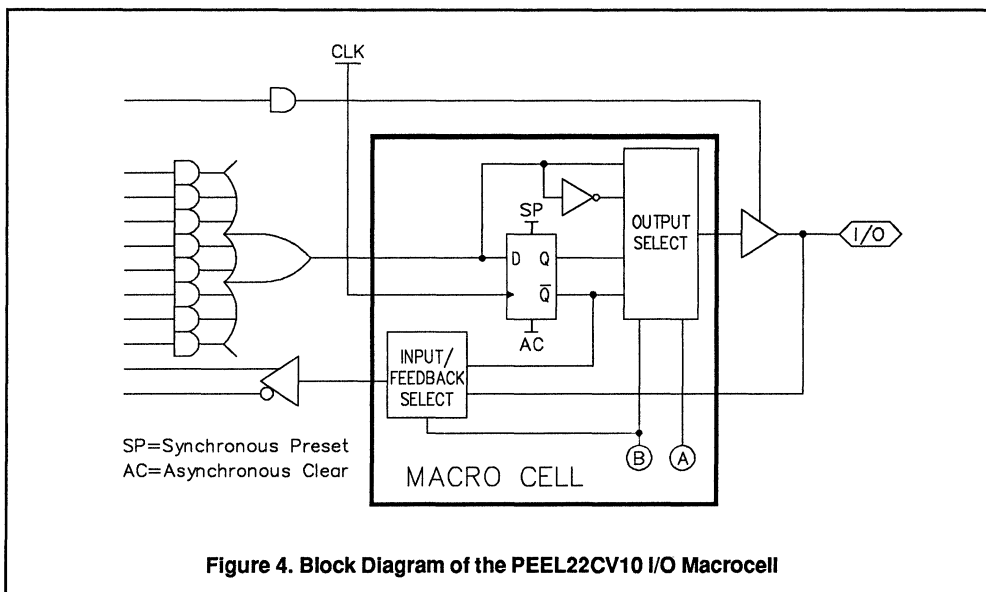 CLK
SP
OUTPUT
SELECT
I/O
D Q
Q̅
AC
INPUT/
FEEDBACK
SELECT
SP=Synchronous Preset
AC=Asynchronous Clear
B A
MACRO CELL
Figure 4. Block Diagram of the PEEL22CV10 I/O Macrocell